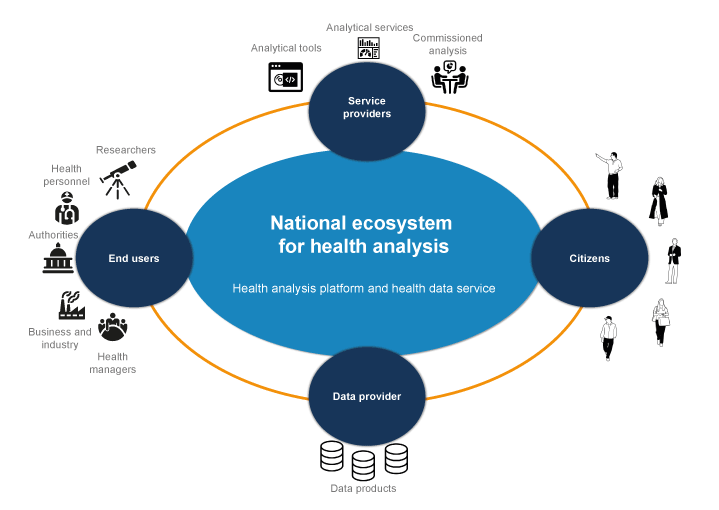 Analytical services
Analytical tools
Commissioned
analysis
Service
providers
Researchers
Health
personnel
Authorities
End users
Business and
industry
Health
managers
National ecosystem
for health analysis
Health analysis platform and health data service
Citizens
Data provider
Data products